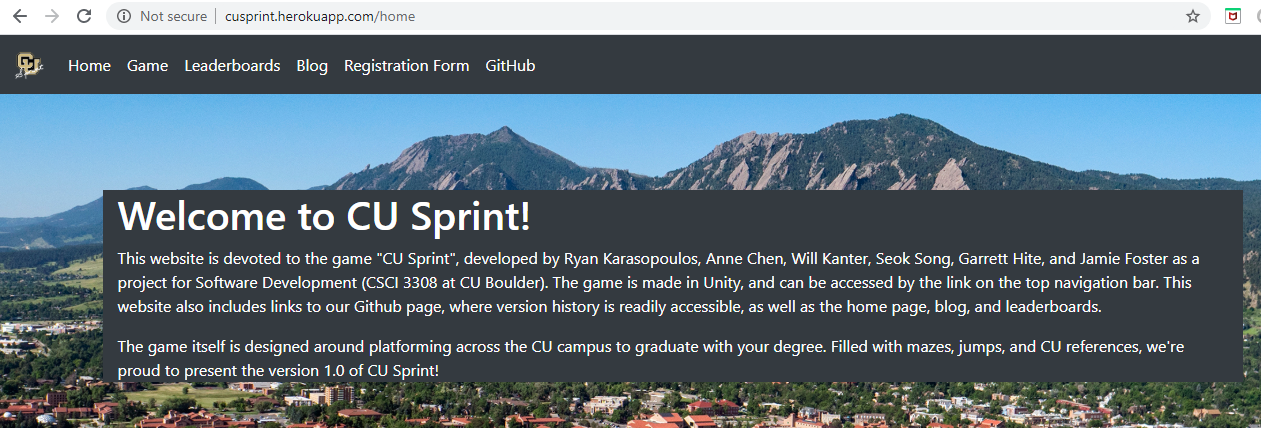 Not secure | cusprint.herokuapp.com/home
CU
Home Game Leaderboards Blog Registration Form GitHub
Welcome to CU Sprint!
This website is devoted to the game "CU Sprint", developed by Ryan Karasopoulos, Anne Chen, Will Kanter, Seok Song, Garrett Hite, and Jamie Foster as a
project for Software Development (CSCI 3308 at CU Boulder). The game is made in Unity, and can be accessed by the link on the top navigation bar. This
website also includes links to our Github page, where version history is readily accessible, as well as the home page, blog, and leaderboards.
The game itself is designed around platforming across the CU campus to graduate with your degree. Filled with mazes, jumps, and CU references, we're
proud to present the version 1.0 of CU Sprint!